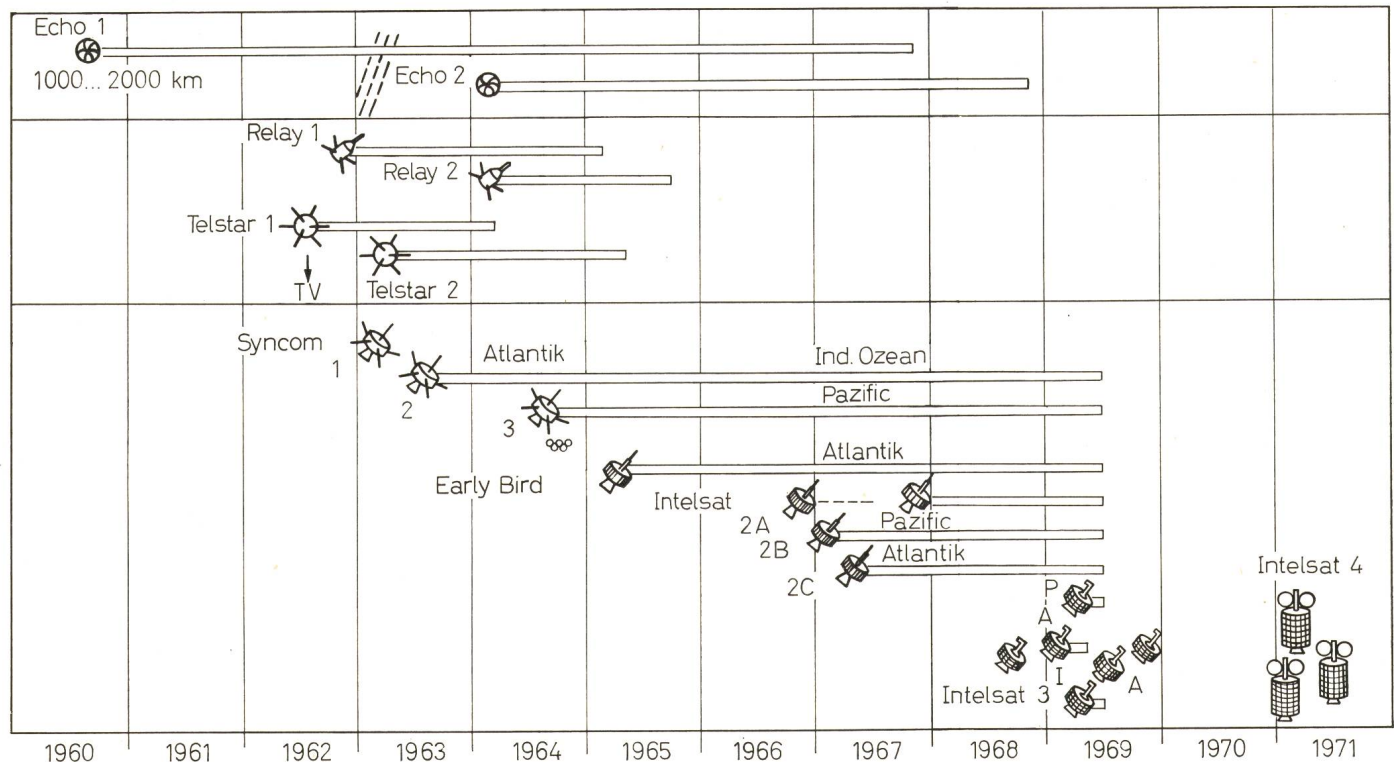 Echo 1
1000... 2000 km
Echo 2
Relay 1
Relay 2
Telstar 1
TV
Telstar 2
Syncom
1
Atlantik
Ind. Ozean
2
Pazific
3
Atlantik
Early Bird
Intelsat
2A
Pazific
2B
Atlantik
2C
Intelsat 4
P
A
I
A
Intelsat 3
1960 1961 1962 1963 1964 1965 1966 1967 1968 1969 1970 1971